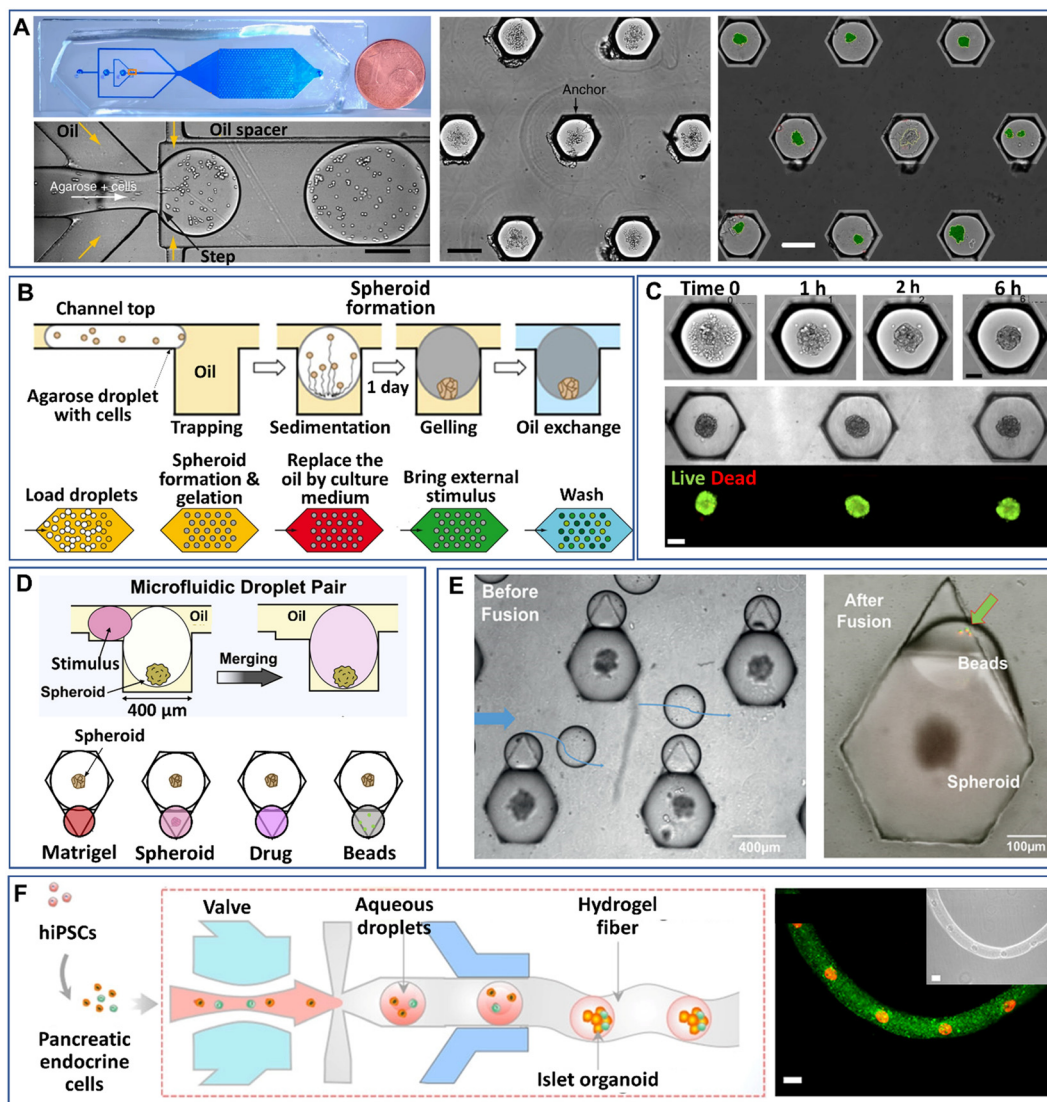 A
Oil
Oil spacer
Agarose + cells
Step
Anchor
B
Channel top
Spheroid
formation
Oil
1 day
Agarose droplet
with cells
Trapping
Sedimentation
Gelling
Oil exchange
Load droplets
Spheroid
formation
& gelation
Replace the
oil by culture
medium
Bring external
stimulus
Wash
C
Time 0
1 h
2 h
6 h
0
1
2
6
Live Dead
D
Microfluidic Droplet Pair
Oil
Oil
Stimulus
Merging
Spheroid
400 µm
Spheroid
Matrigel
Spheroid
Drug
Beads
E
Before
Fusion
400µm
After
Fusion
Beads
Spheroid
100µm
F
hiPSCs
Pancreatic
endocrine
cells
Valve
Aqueous
droplets
Hydrogel
fiber
Islet organoid